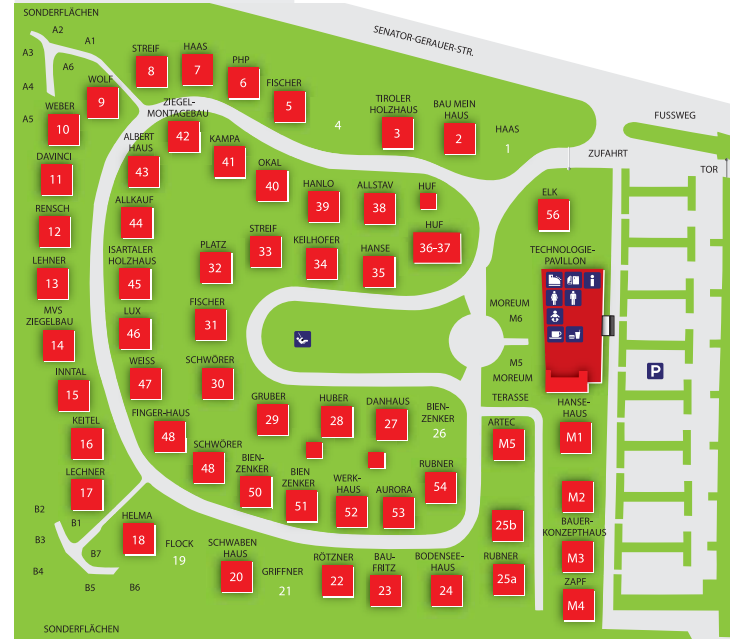 SONDERFLÄCHEN
A2
A1
A3
A6
A4
A5
SENATOR-GERAUER-STR.
FUSSWEG
ZUFAHRT
TOR
STREIF
8
HAAS
7
PHP
6
FISCHER
5
4
TIROLER
HOLZHAUS
3
BAU MEIN
HAUS
2
HAAS
1
WOLF
9
WEBER
10
ZIEGEL-
MONTAGEBAU
42
ALBERT
HAUS
43
KAMPA
41
OKAL
40
HANLO
39
ALLSTAV
38
HUF
HUF
36-37
ELK
56
DAVINCI
11
RENSCH
12
ALLKAUF
44
STREIF
33
KEILHOFER
34
HANSE
35
PLATZ
32
LEHNER
13
ISARTALER
HOLZHAUS
45
TECHNOLOGIE-
PAVILLON
i
P
MOREUM
M6
M5
MOREUM
TERASSE
MVS
ZIEGELBAU
14
LUX
46
FISCHER
31
INNTAL
15
WEISS
47
SCHWÖRER
30
GRUBER
29
HUBER
28
DANHAUS
27
BIEN-
ZENKER
26
ARTEC
M5
HANSE-
HAUS
M1
KEITEL
16
FINGER-HAUS
48
SCHWÖRER
48
LECHNER
17
BIEN-
ZENKER
50
BIEN
ZENKER
51
WERK-
HAUS
52
AURORA
53
RUBNER
54
M2
B2
B1
B3
B7
B4
B5
B6
HELMA
18
FLOCK
19
SCHWABEN
HAUS
20
GRIFFNER
21
RÖTZNER
22
BAU-
FRITZ
23
BODENSEE-
HAUS
24
25b
RUBNER
25a
BAUER-
KONZEPTHAUS
M3
ZAPF
M4
SONDERFLÄCHEN